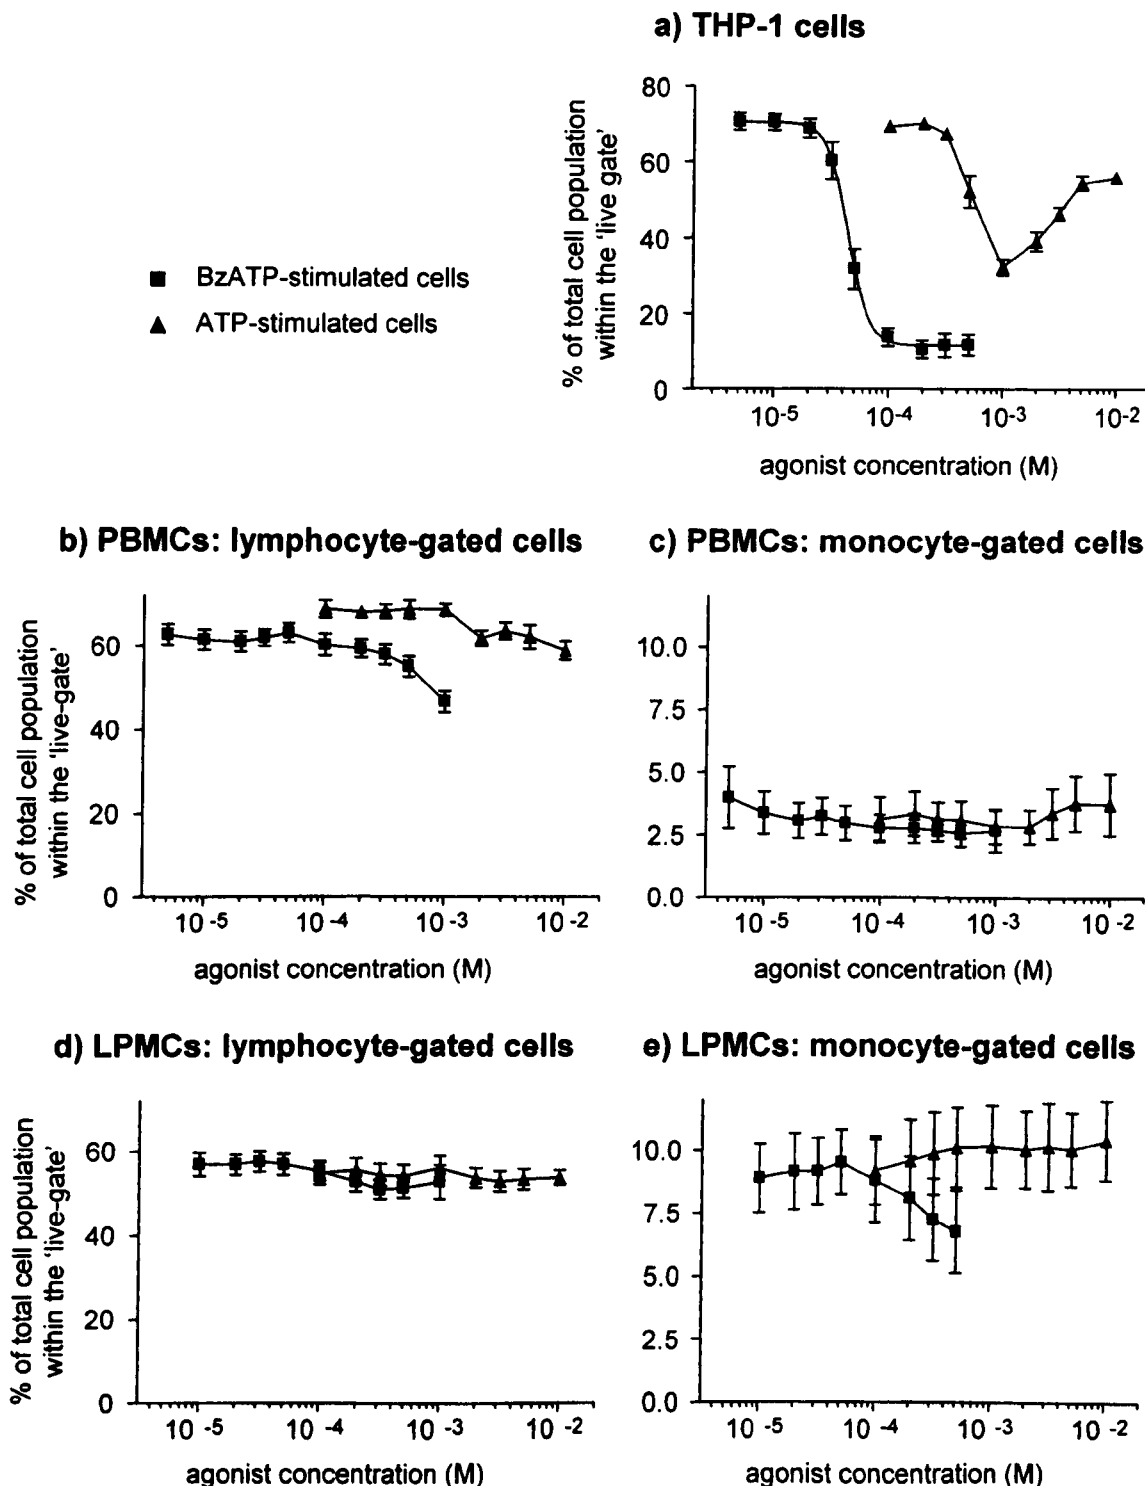 a) THP-1 cells
% of total cell population
within the 'live gate'
80
60
40
20
0
10-5 10-4 10-3 10-2
agonist concentration (M)
BzATP-stimulated cells
ATP-stimulated cells
b) PBMCs: lymphocyte-gated cells
% of total cell population
within the 'live-gate'
60
40
20
0
10-5 10-4 10-3 10-2
agonist concentration (M)
c) PBMCs: monocyte-gated cells
10.0
7.5
5.0
2.5
0.0
10-5 10-4 10-3 10-2
agonist concentration (M)
d) LPMCs: lymphocyte-gated cells
% of total cell population
within the 'live-gate'
60
40
20
0
10-5 10-4 10-3 10-2
agonist concentration (M)
e) LPMCs: monocyte-gated cells
10.0
7.5
5.0
2.5
0.0
10-5 10-4 10-3 10-2
agonist concentration (M)